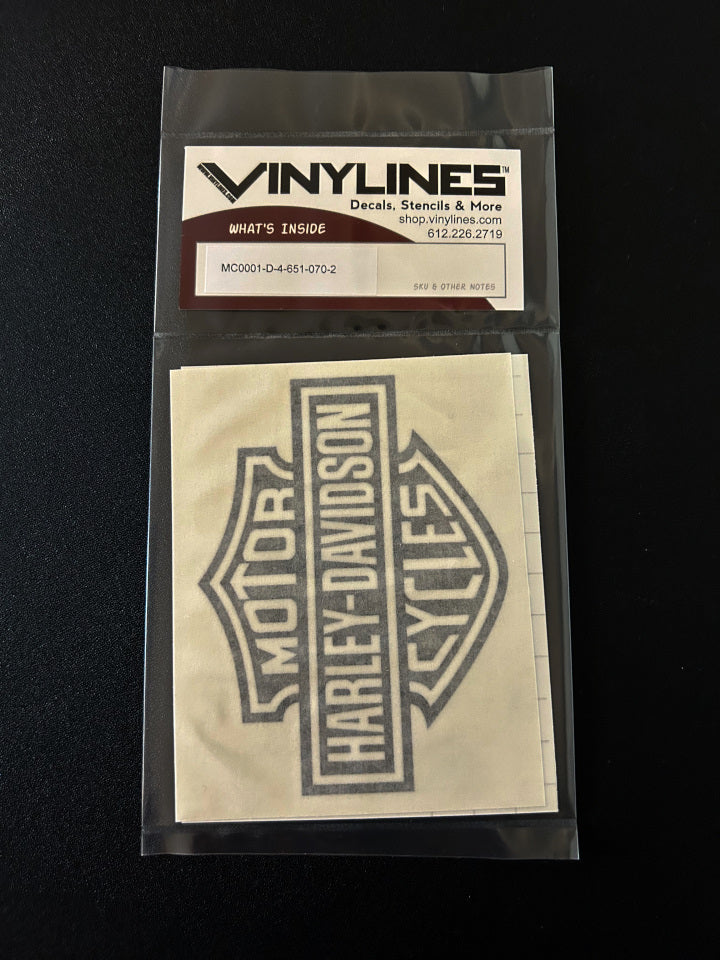 VINYLINES™
Decals, Stencils & More
shop.vinylines.com
612.226.2719
WHAT'S INSIDE
MC0001-D-4-651-070-2
SKU & OTHER NOTES
MOTOR
HARLEY-DAVIDSON
CYCLES